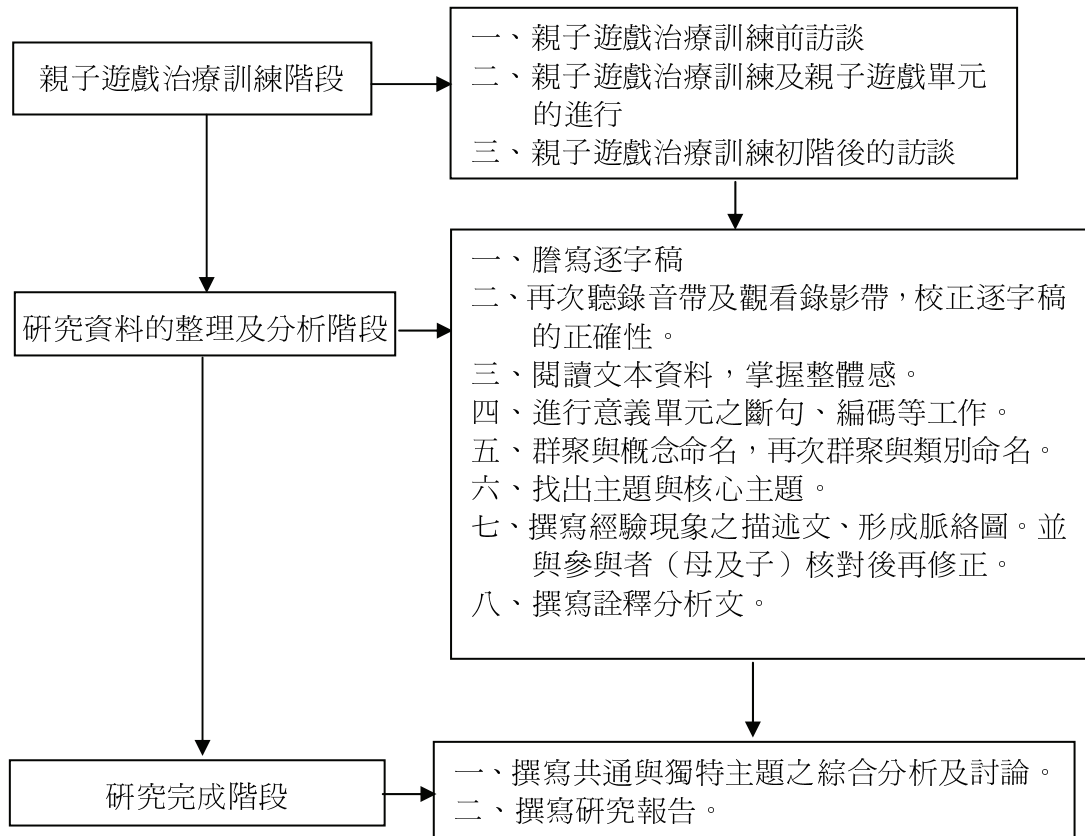 親子遊戲治療訓練階段
一、親子遊戲治療訓練前訪談
二、親子遊戲治療訓練及親子遊戲單元
的進行
三、親子遊戲治療訓練初階後的訪談
研究資料的整理及分析階段
一、謄寫逐字稿
二、再次聽錄音帶及觀看錄影帶，校正逐字稿
的正確性。
三、閱讀文本資料，掌握整體感。
四、進行意義單元之斷句、編碼等工作。
五、群聚與概念命名，再次群聚與類別命名。
六、找出主題與核心主題。
七、撰寫經驗現象之描述文、形成脈絡圖。並
與參與者（母及子）核對後再修正。
八、撰寫詮釋分析文。
研究完成階段
一、撰寫共通與獨特主題之綜合分析及討論。
二、撰寫研究報告。